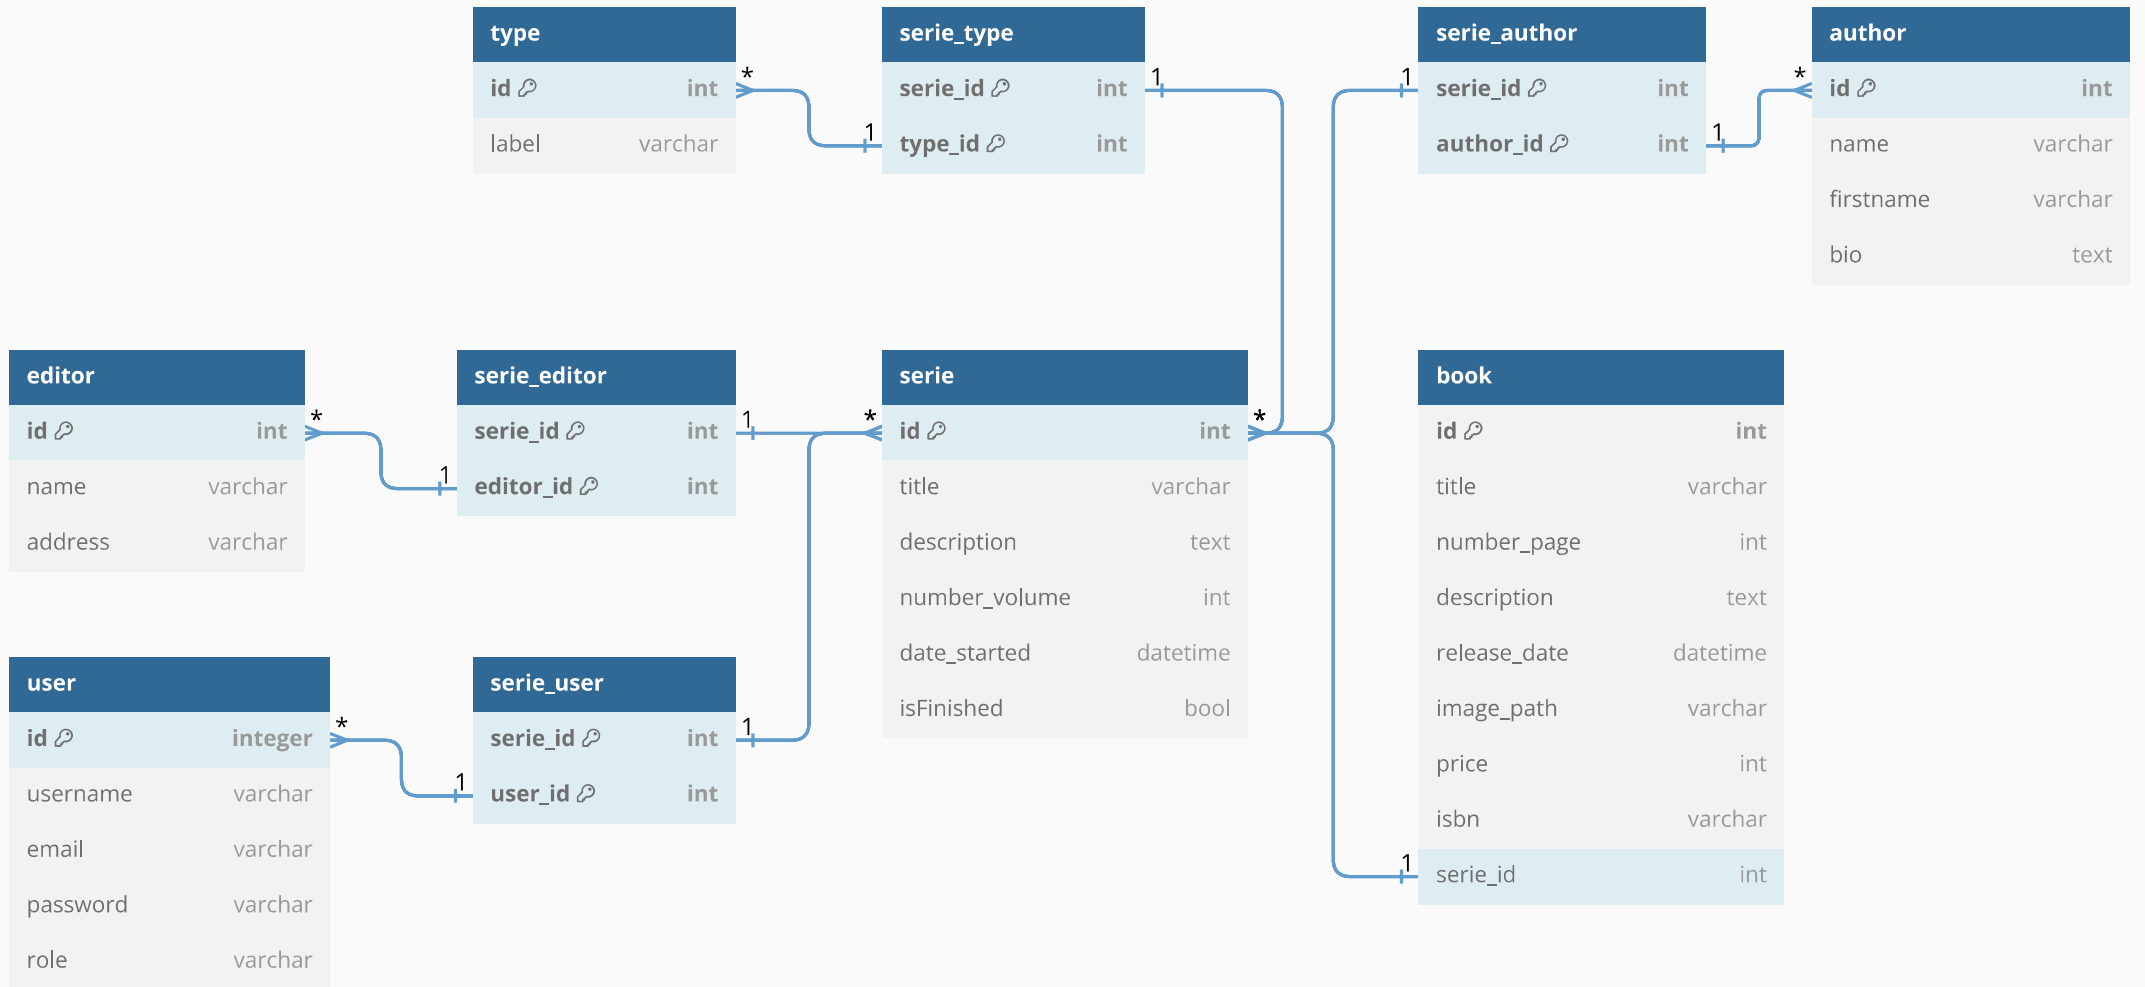 type
id int
label varchar
*
1
serie_type
serie_id int
type_id int
1
serie_author
serie_id int
author_id int
1
1
author
id int
name varchar
firstname varchar
bio text
*
editor
id int
name varchar
address varchar
*
1
serie_editor
serie_id int
editor_id int
1
*
serie
id int
title varchar
description text
number_volume int
date_started datetime
isFinished bool
*
book
id int
title varchar
number_page int
description text
release_date datetime
image_path varchar
price int
isbn varchar
serie_id int
1
user
id integer
username varchar
email varchar
password varchar
role varchar
*
1
serie_user
serie_id int
user_id int
1